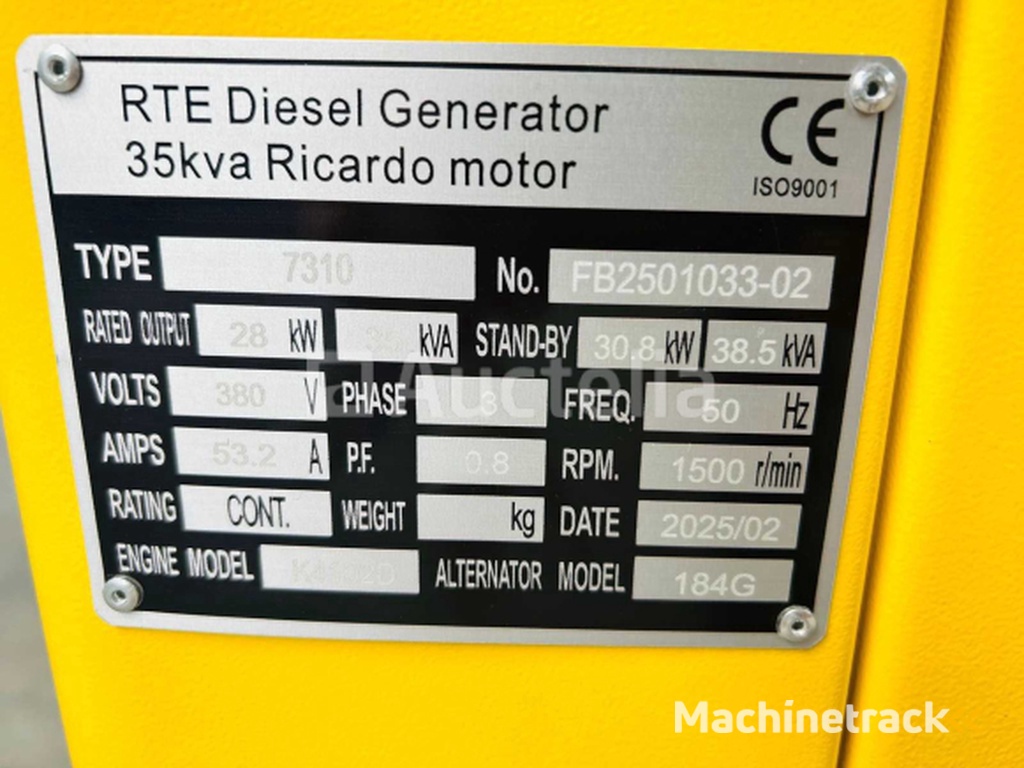 RTE Diesel Generator
35kva Ricardo motor
CE
ISO9001
TYPE 7310 No. FB2501033-02
RATED OUTPUT 28 kW 35 kVA STAND-BY 30.8 kW 38.5 kVA
VOLTS 380 V PHASE 3 FREQ. 50 Hz
AMPS 53.2 A P.F. 0.8 RPM. 1500 r/min
RATING CONT. WEIGHT kg DATE 2025/02
ENGINE MODEL ALTERNATOR MODEL 184G
Auctelia
Machinetrack